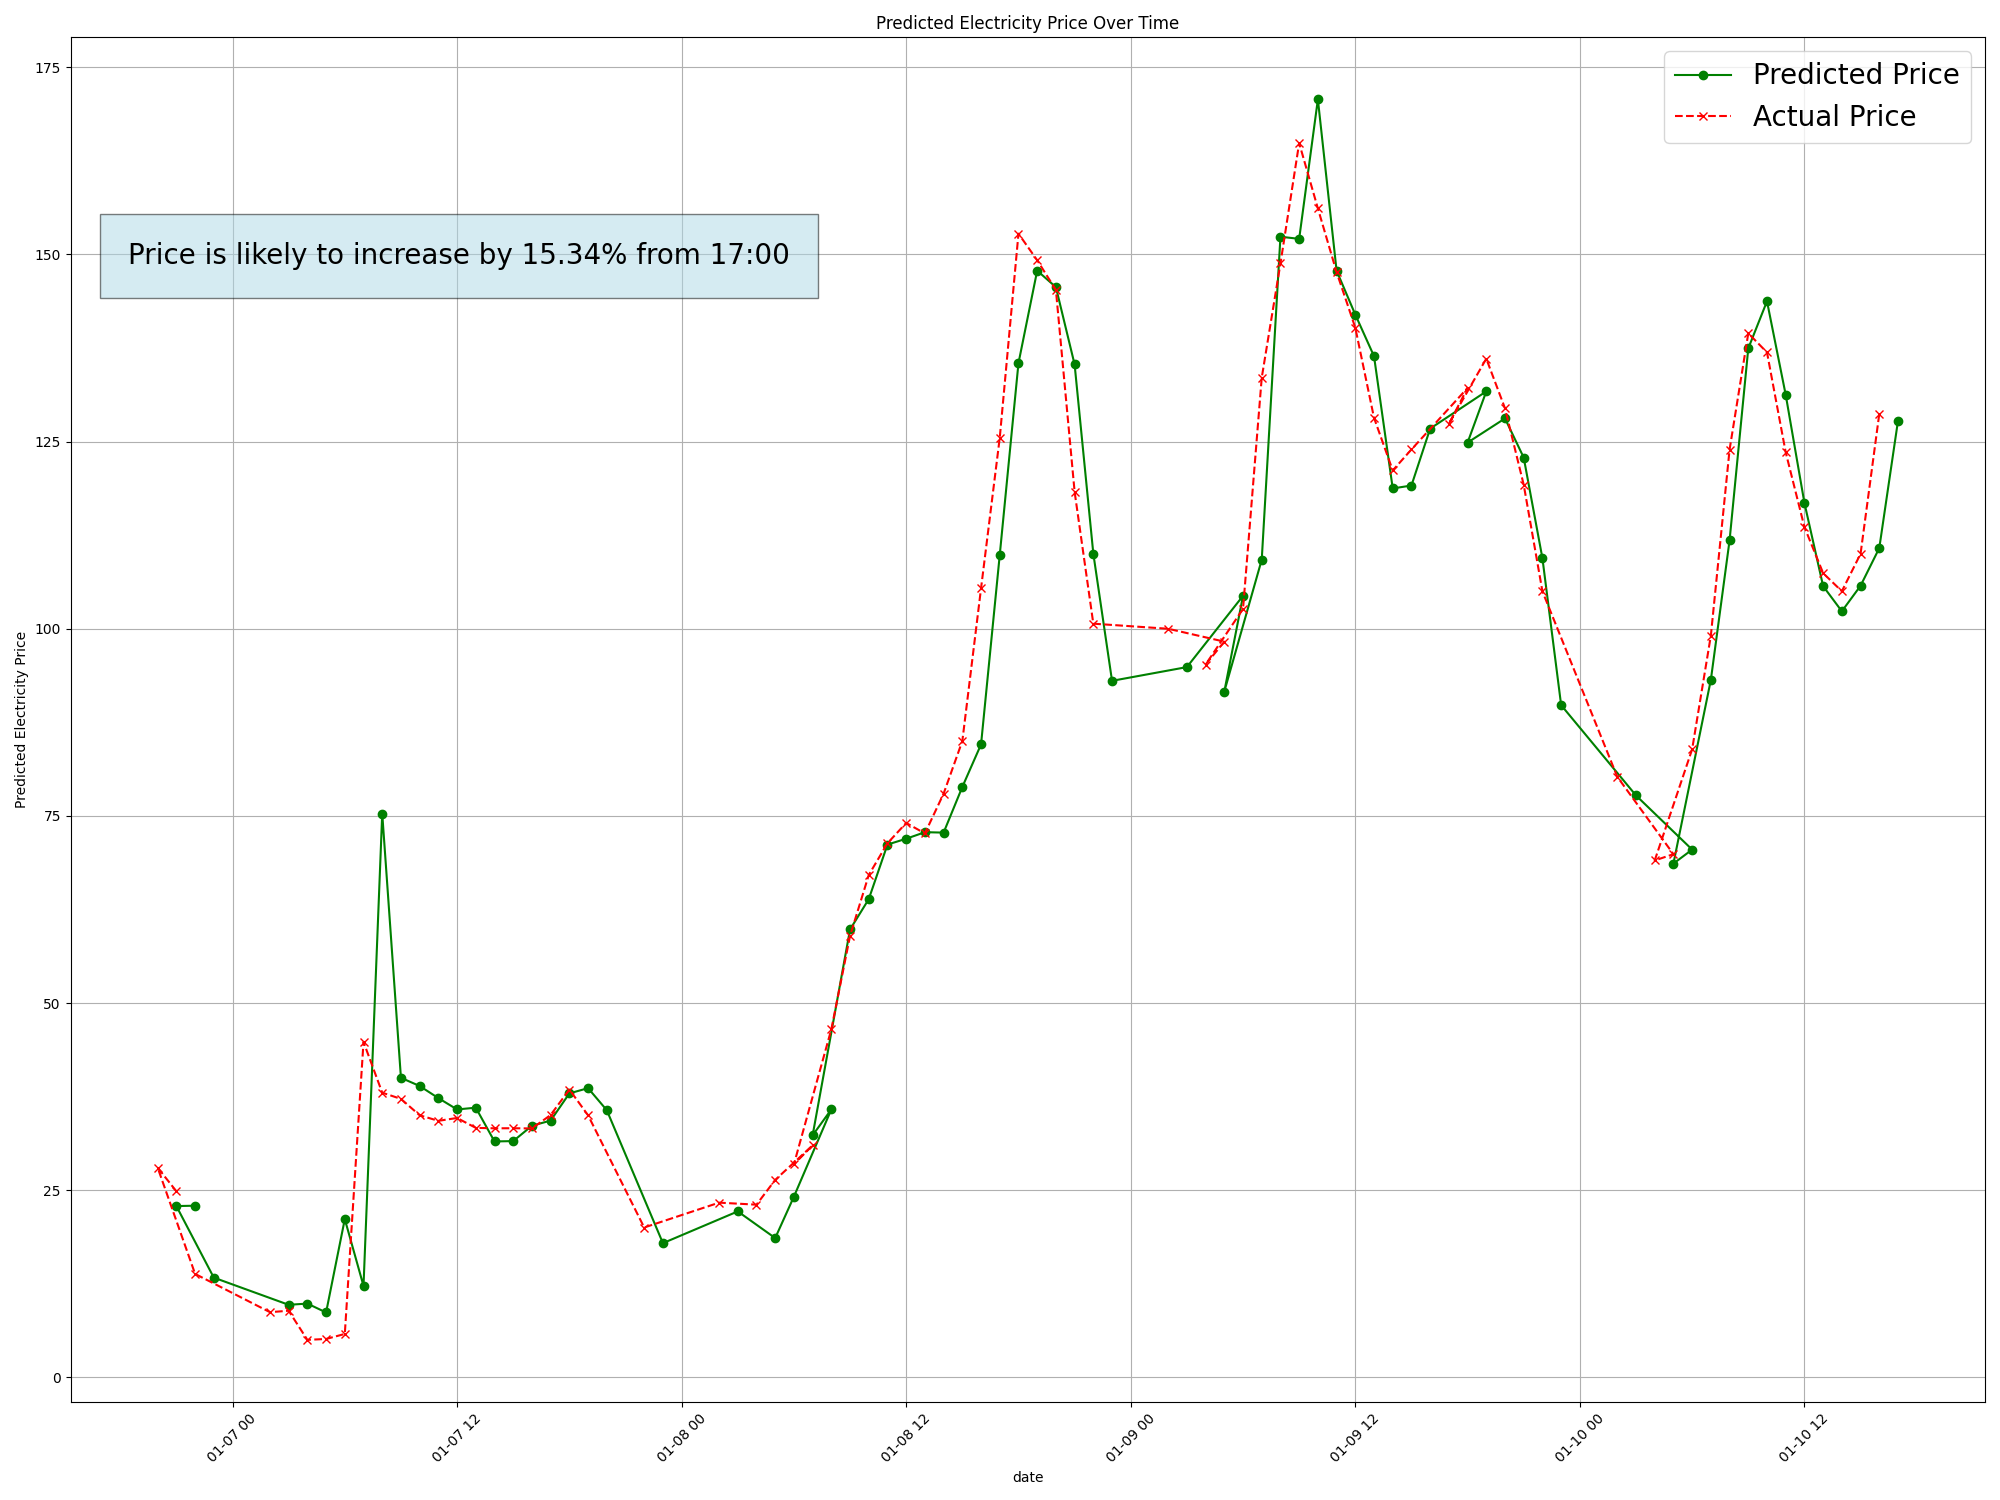 Predicted Electricity Price Over Time
Predicted Price
Actual Price
Price is likely to increase by 15.34% from 17:00
Predicted Electricity Price
175
150
125
100
75
50
25
0
01-07 00
01-07 12
01-08 00
01-08 12
01-09 00
01-09 12
01-10 00
01-10 12
date